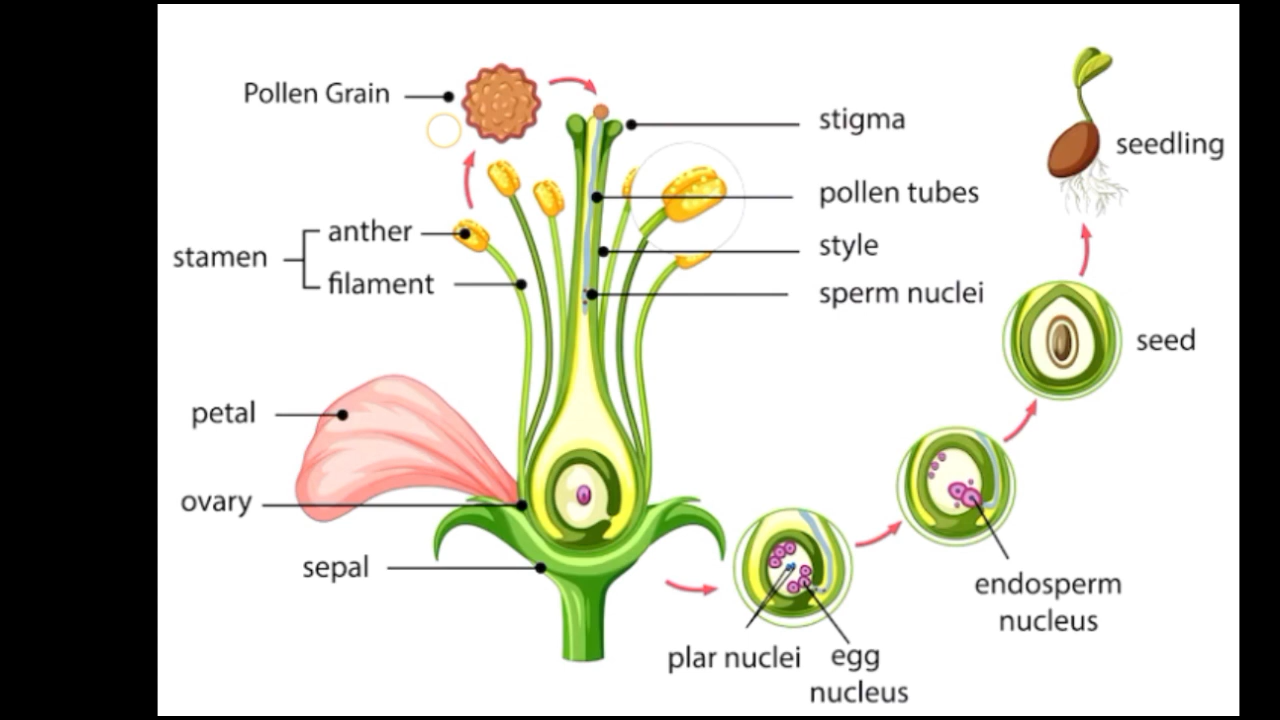 Pollen Grain
stigma
seedling
pollen tubes
anther
stamen
style
filament
sperm nuclei
seed
petal
ovary
sepal
endosperm
nucleus
plar nuclei
egg
nucleus